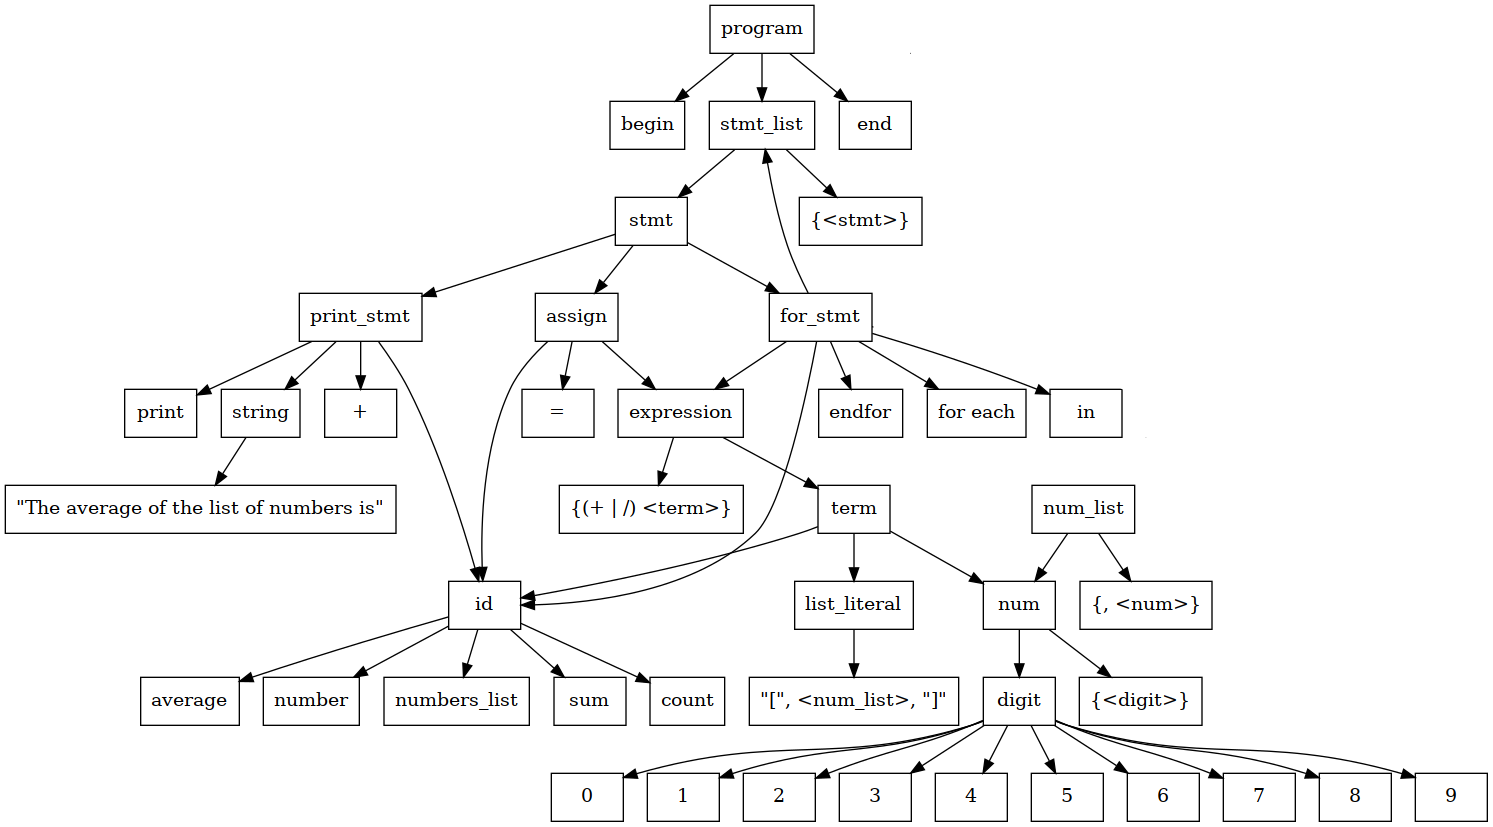 program
begin
stmt_list
end
stmt
{<stmt>}
print_stmt
assign
for_stmt
print
string
+
=
expression
endfor
for each
in
"The average of the list of numbers is"
{(+ | /) <term>}
term
num_list
id
list_literal
num
{, <num>}
average
number
numbers_list
sum
count
"[", <num_list>, "]"
digit
{<digit>}
0
1
2
3
4
5
6
7
8
9